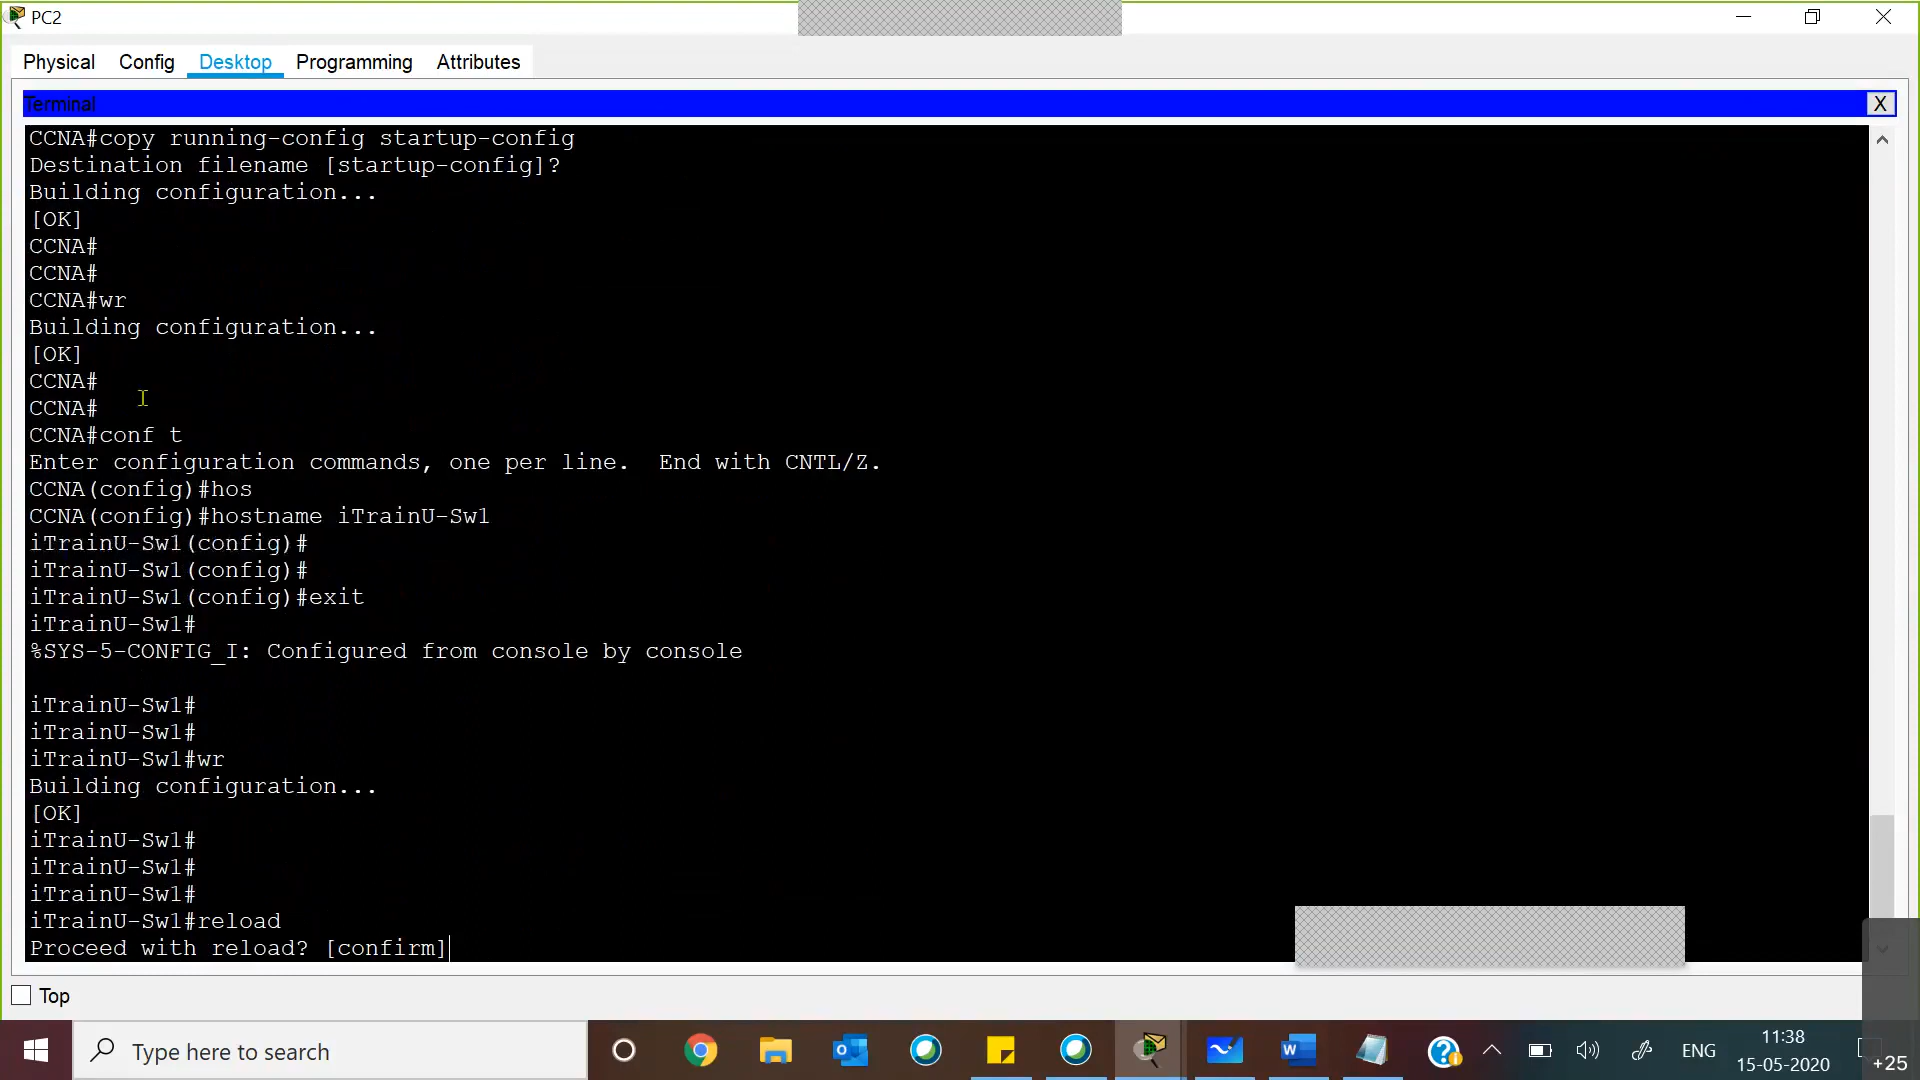 PC2
Physical Config Desktop Programming Attributes
Terminal X
CCNA#copy running-config startup-config
Destination filename [startup-config]?
Building configuration...
[OK]
CCNA#
CCNA#
CCNA#wr
Building configuration...
[OK]
CCNA#
CCNA#
CCNA#conf t
Enter configuration commands, one per line.  End with CNTL/Z.
CCNA(config)#hos
CCNA(config)#hostname iTrainU-Sw1
iTrainU-Sw1(config)#
iTrainU-Sw1(config)#
iTrainU-Sw1(config)#exit
iTrainU-Sw1#
%SYS-5-CONFIG_I: Configured from console by console
iTrainU-Sw1#
iTrainU-Sw1#
iTrainU-Sw1#wr
Building configuration...
[OK]
iTrainU-Sw1#
iTrainU-Sw1#
iTrainU-Sw1#
iTrainU-Sw1#reload
Proceed with reload? [confirm]
Top
Type here to search
ENG
11:38
15-05-2020
+25